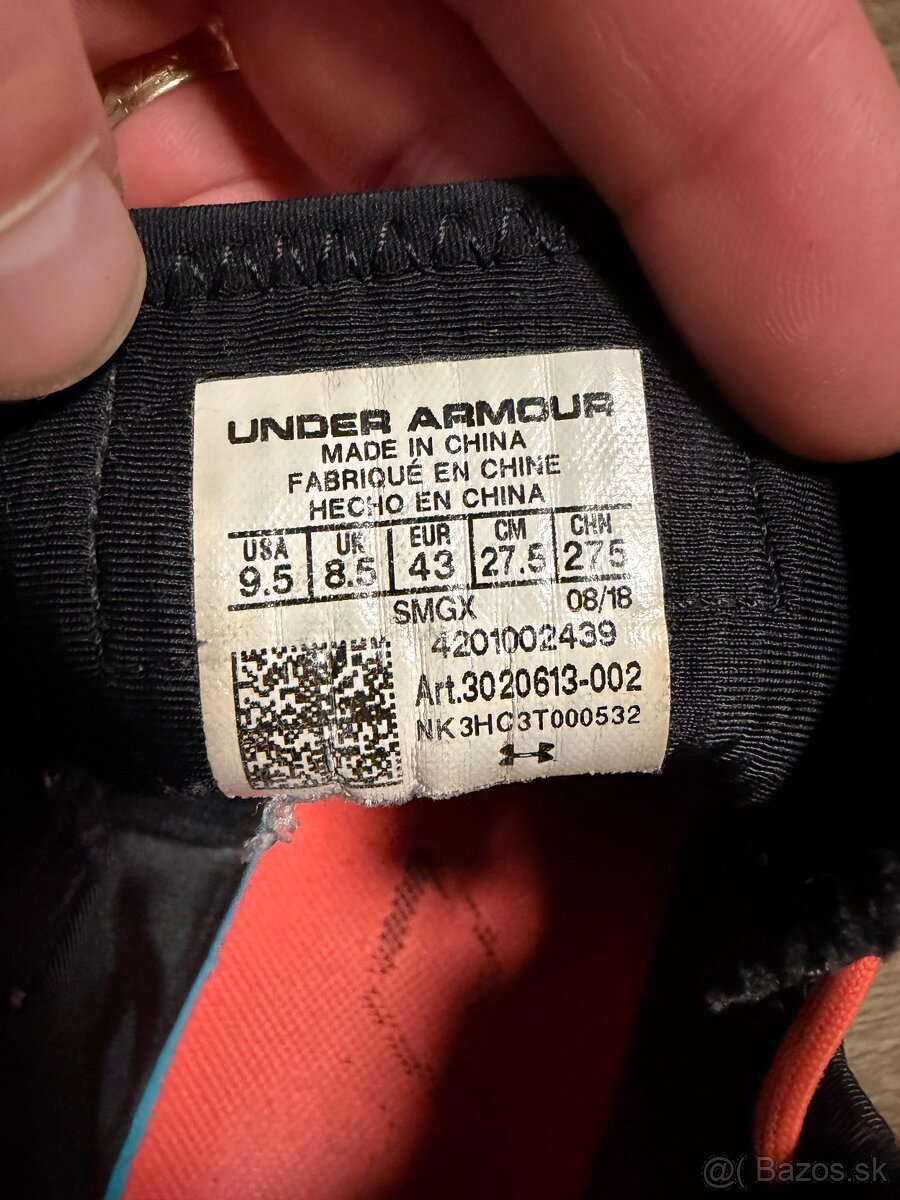 UNDER ARMOUR
MADE IN CHINA
FABRIQUÉ EN CHINE
HECHO EN CHINA
USA UK EUR CM CHN
9.5 8.5 43 27.5 275
SMGX 08/18
4201002439
Art.3020613-002
NK3HC3T000532
@( Bazos.sk